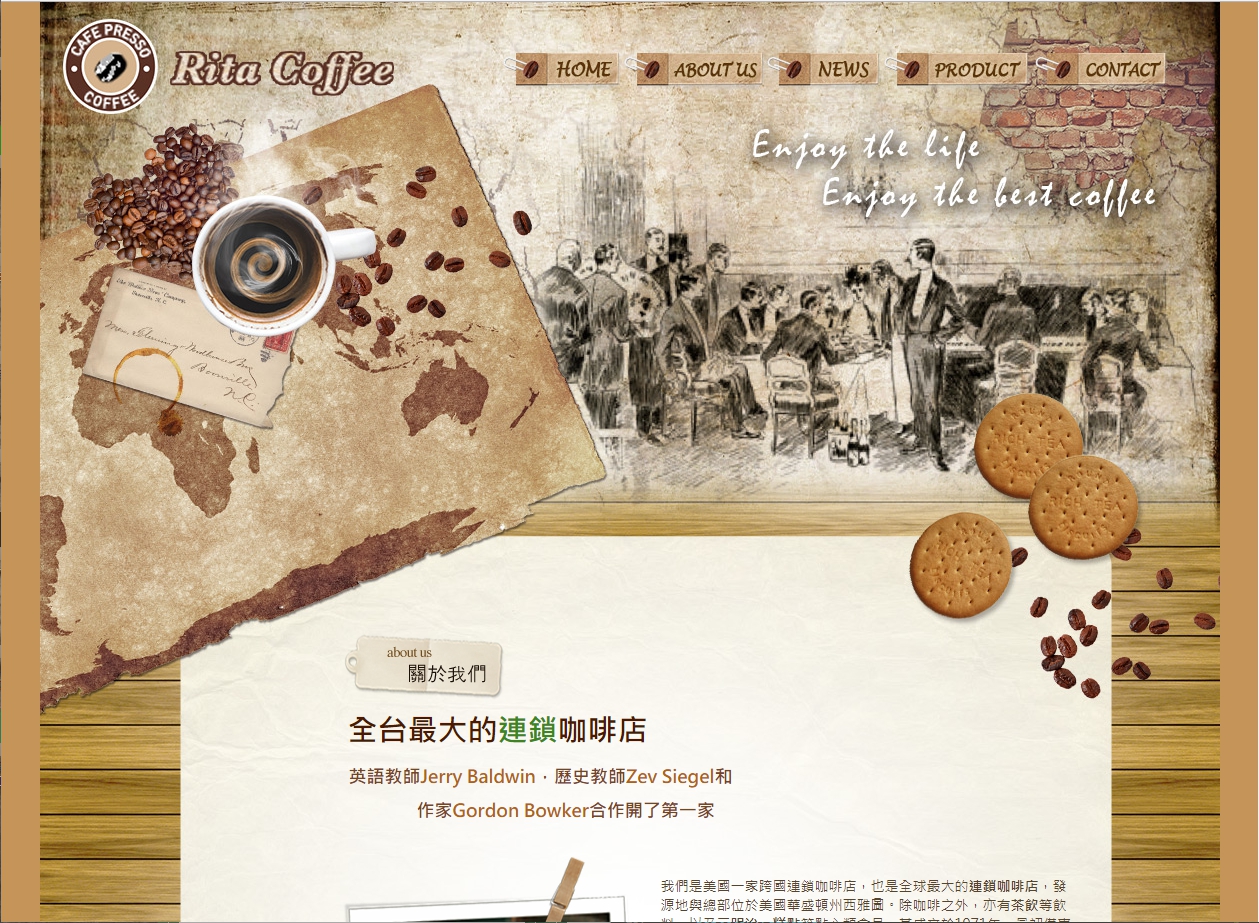 CAFE PRESSO
COFFEE
Rita Coffee
HOME
ABOUT US
NEWS
PRODUCT
CONTACT
Enjoy the life
Enjoy the best coffee
about us
關於我們
全台最大的連鎖咖啡店
英語教師Jerry Baldwin，歷史教師Zev Siegel和
作家Gordon Bowker合作開了第一家
我們是美國一家跨國連鎖咖啡店，也是全球最大的連鎖咖啡店，發
源地與總部位於美國華盛頓州西雅圖。除咖啡之外，亦有茶飲等飲